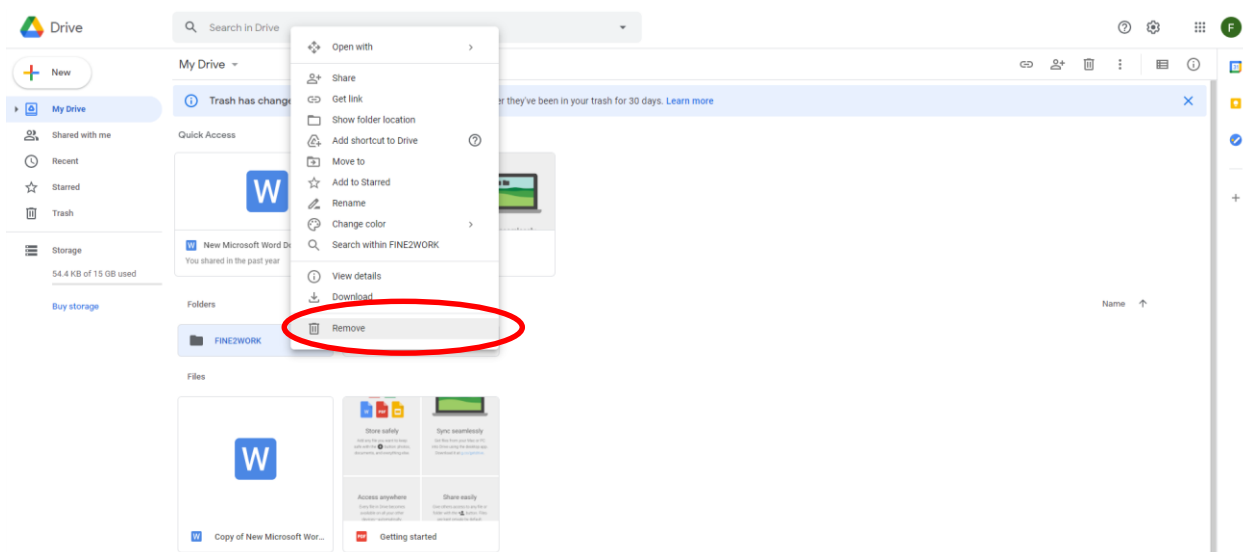 Drive
Search in Drive
F
New
My Drive
Shared with me
Recent
Starred
Trash
Storage
54.4 KB of 15 GB used
Buy storage
My Drive
Trash has change
er they've been in your trash for 30 days. Learn more
Quick Access
W
W New Microsoft Word Do
You shared in the past year
Open with
Share
Get link
Show folder location
Add shortcut to Drive
Move to
Add to Starred
Rename
Change color
Search within FINE2WORK
View details
Download
Remove
Folders
Name
FINE2WORK
Files
W
Store safely
Sync seamlessly
Access anywhere
Share easily
W Copy of New Microsoft Wor...
PDF Getting started